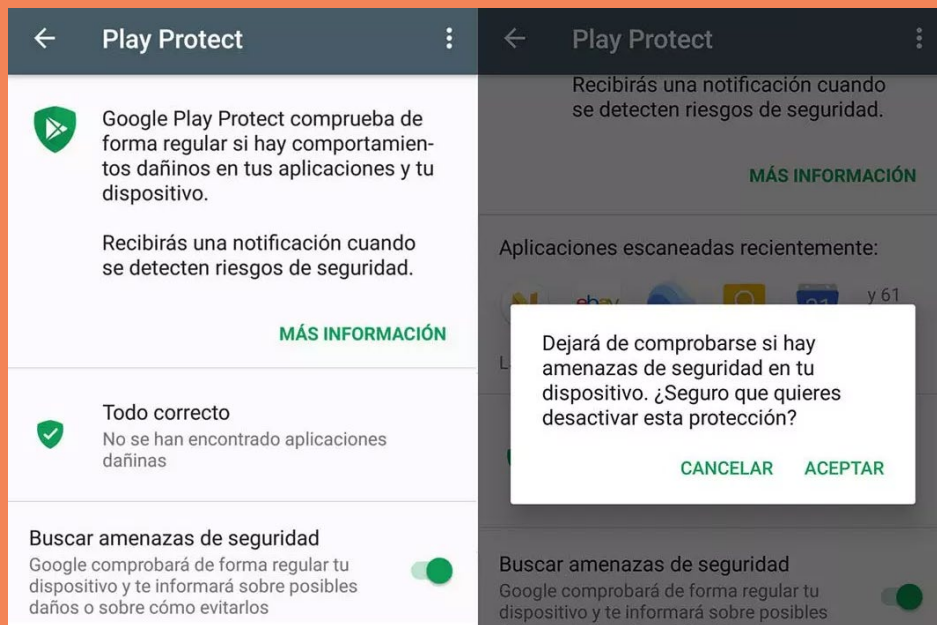 Play Protect
Google Play Protect comprueba de
forma regular si hay comportamien-
tos dañinos en tus aplicaciones y tu
dispositivo.
Recibirás una notificación cuando
se detecten riesgos de seguridad.
MÁS INFORMACIÓN
Todo correcto
No se han encontrado aplicaciones
dañinas
Buscar amenazas de seguridad
Google comprobará de forma regular tu
dispositivo y te informará sobre posibles
daños o sobre cómo evitarlos
Play Protect
Recibirás una notificación cuando
se detecten riesgos de seguridad.
MÁS INFORMACIÓN
Aplicaciones escaneadas recientemente:
ebay
31
y 61
Dejará de comprobarse si hay
amenazas de seguridad en tu
dispositivo. ¿Seguro que quieres
desactivar esta protección?
CANCELAR ACEPTAR
Buscar amenazas de seguridad
Google comprobará de forma regular tu
dispositivo y te informará sobre posibles